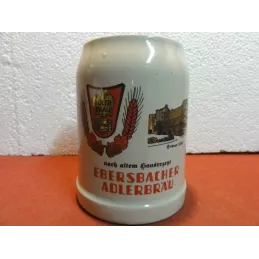 nach altem Hausrezept
EBERSBACHER
ADLERBRÄU